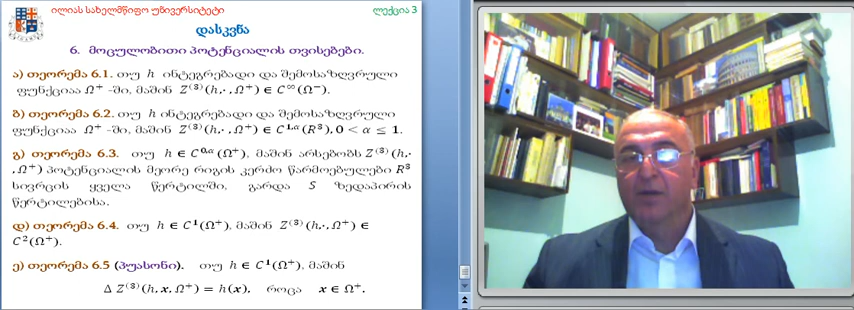 ილიას სახელმწიფო უნივერსიტეტი
ლექცია 3
დასკვნა
6. მოცულობითი პოტენციალის თვისებები.
ა) თეორემა 6.1. თუ h ინტეგრებადი და შემოსაზღვრული
ფუნქციაა Ω⁺ -ში, მაშინ Z⁽³⁾(h,·, Ω⁺) ∈ C^∞(Ω⁻).
ბ) თეორემა 6.2. თუ h ინტეგრებადი და შემოსაზღვრული
ფუნქციაა Ω⁺ -ში, მაშინ Z⁽³⁾(h,·, Ω⁺) ∈ C^{1,α}(R³), 0 < α ≤ 1.
გ) თეორემა 6.3. თუ h ∈ C^{0,α}(Ω⁺), მაშინ არსებობს Z⁽³⁾(h,·
, Ω⁺) პოტენციალის მეორე რიგის კერძო წარმოებულები R³
სივრცის ყველა წერტილში, გარდა S ზედაპირის
წერტილებისა.
დ) თეორემა 6.4. თუ h ∈ C¹(Ω⁺), მაშინ Z⁽³⁾(h,·, Ω⁺) ∈
C²(Ω⁺).
ე) თეორემა 6.5 (პუასონი). თუ h ∈ C¹(Ω⁺), მაშინ
Δ Z⁽³⁾(h, x, Ω⁺) = h(x), როცა x ∈ Ω⁺.